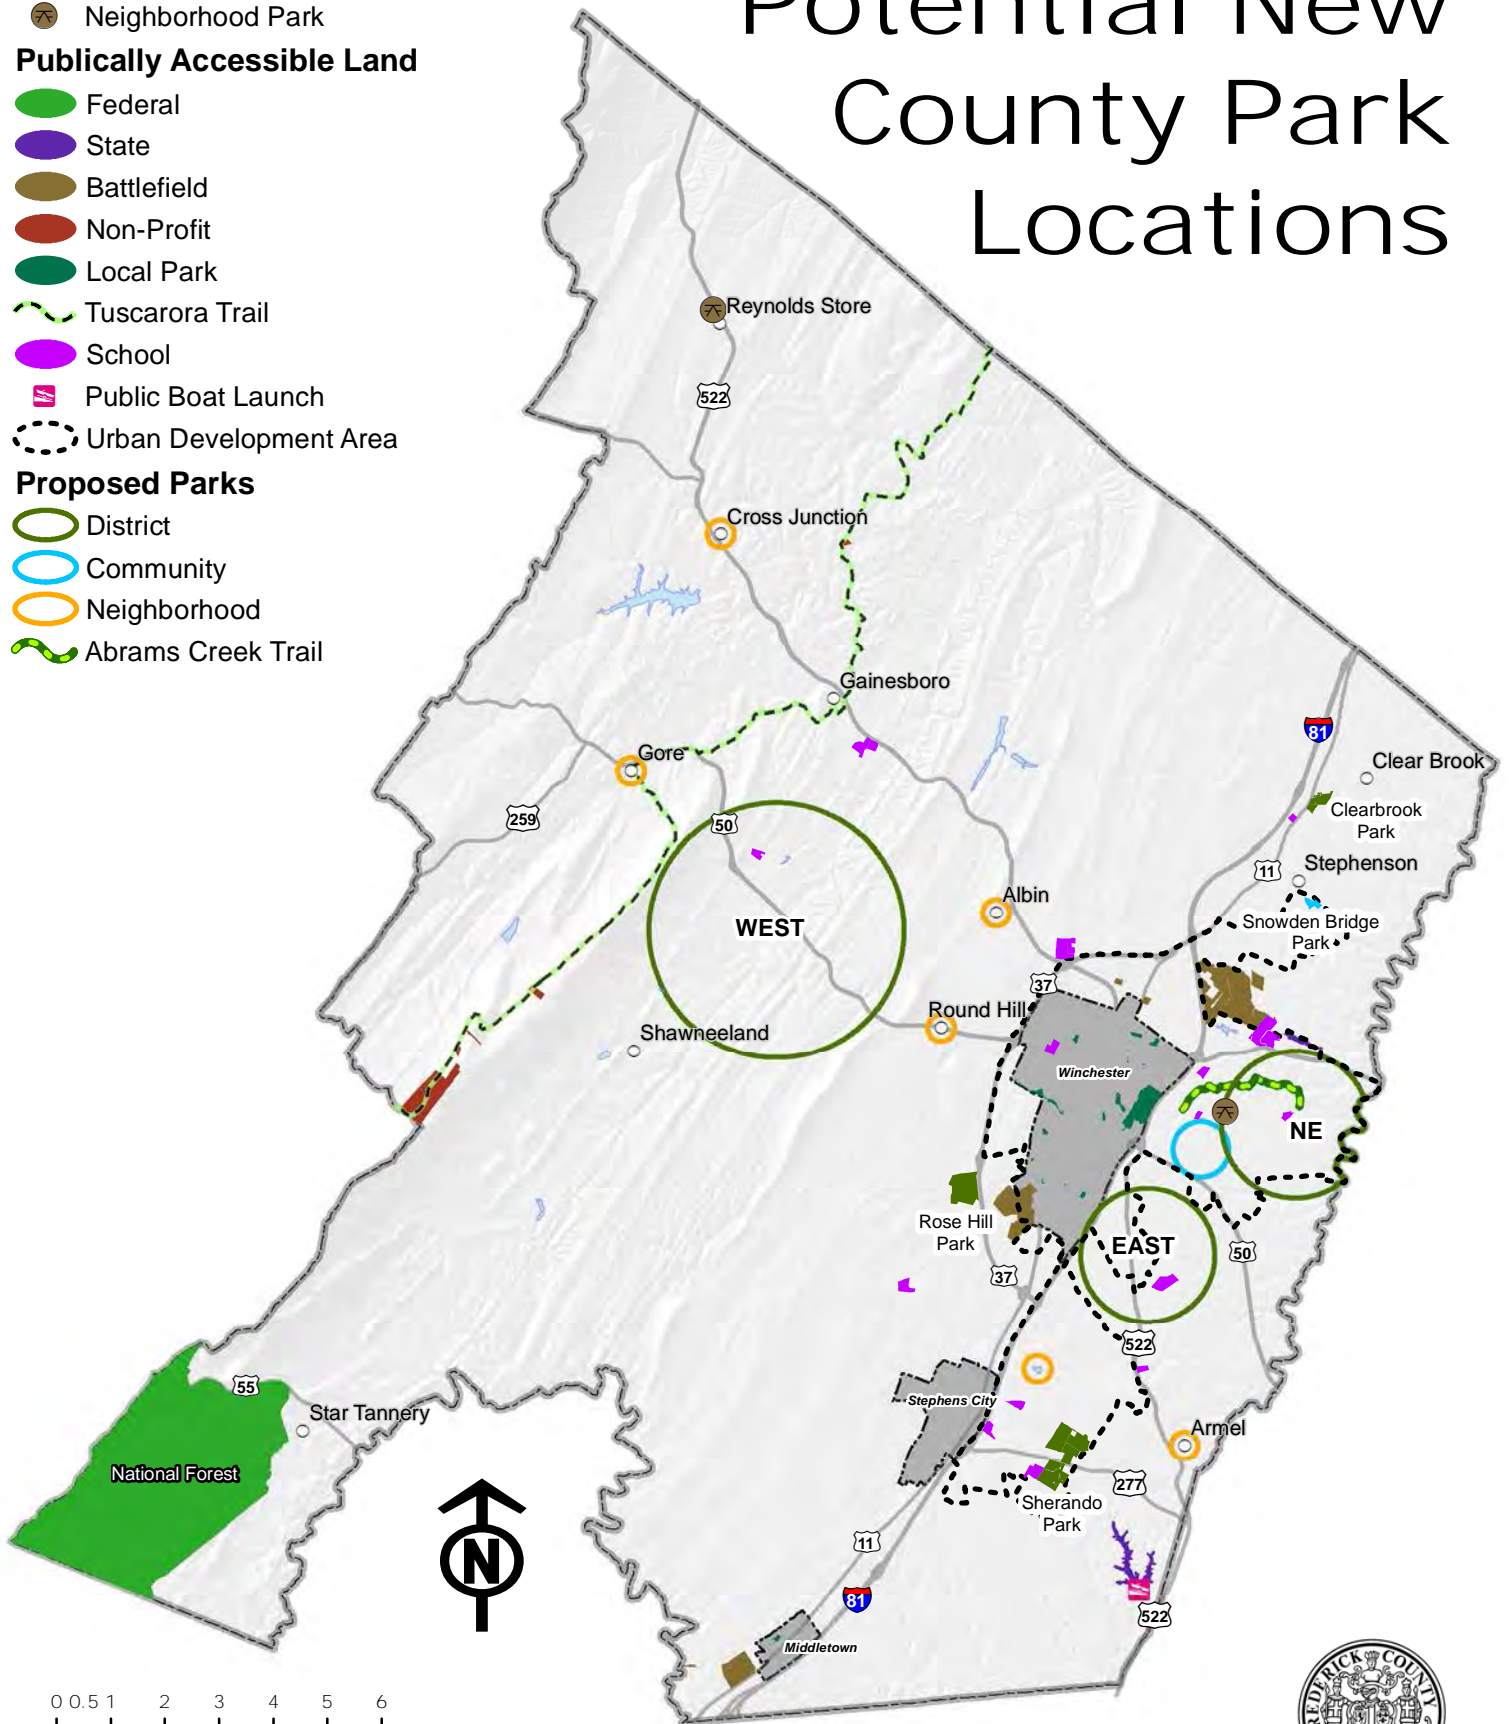 Potential New
County Park
Locations
Neighborhood Park
Publically Accessible Land
Federal
State
Battlefield
Non-Profit
Local Park
Tuscarora Trail
School
Public Boat Launch
Urban Development Area
Proposed Parks
District
Community
Neighborhood
Abrams Creek Trail
Reynolds Store
522
Cross Junction
Gainesboro
Gore
259
50
81
Clear Brook
Clearbrook
Park
11
Stephenson
Snowden Bridge
Park
WEST
Albin
37
Round Hill
Shawneeland
Winchester
NE
Rose Hill
Park
EAST
50
37
522
55
Star Tannery
National Forest
Stephens City
Armel
277
Sherando
Park
N
11
81
522
Middletown
0 0.5 1 2 3 4 5 6
FREDERICK COUNTY